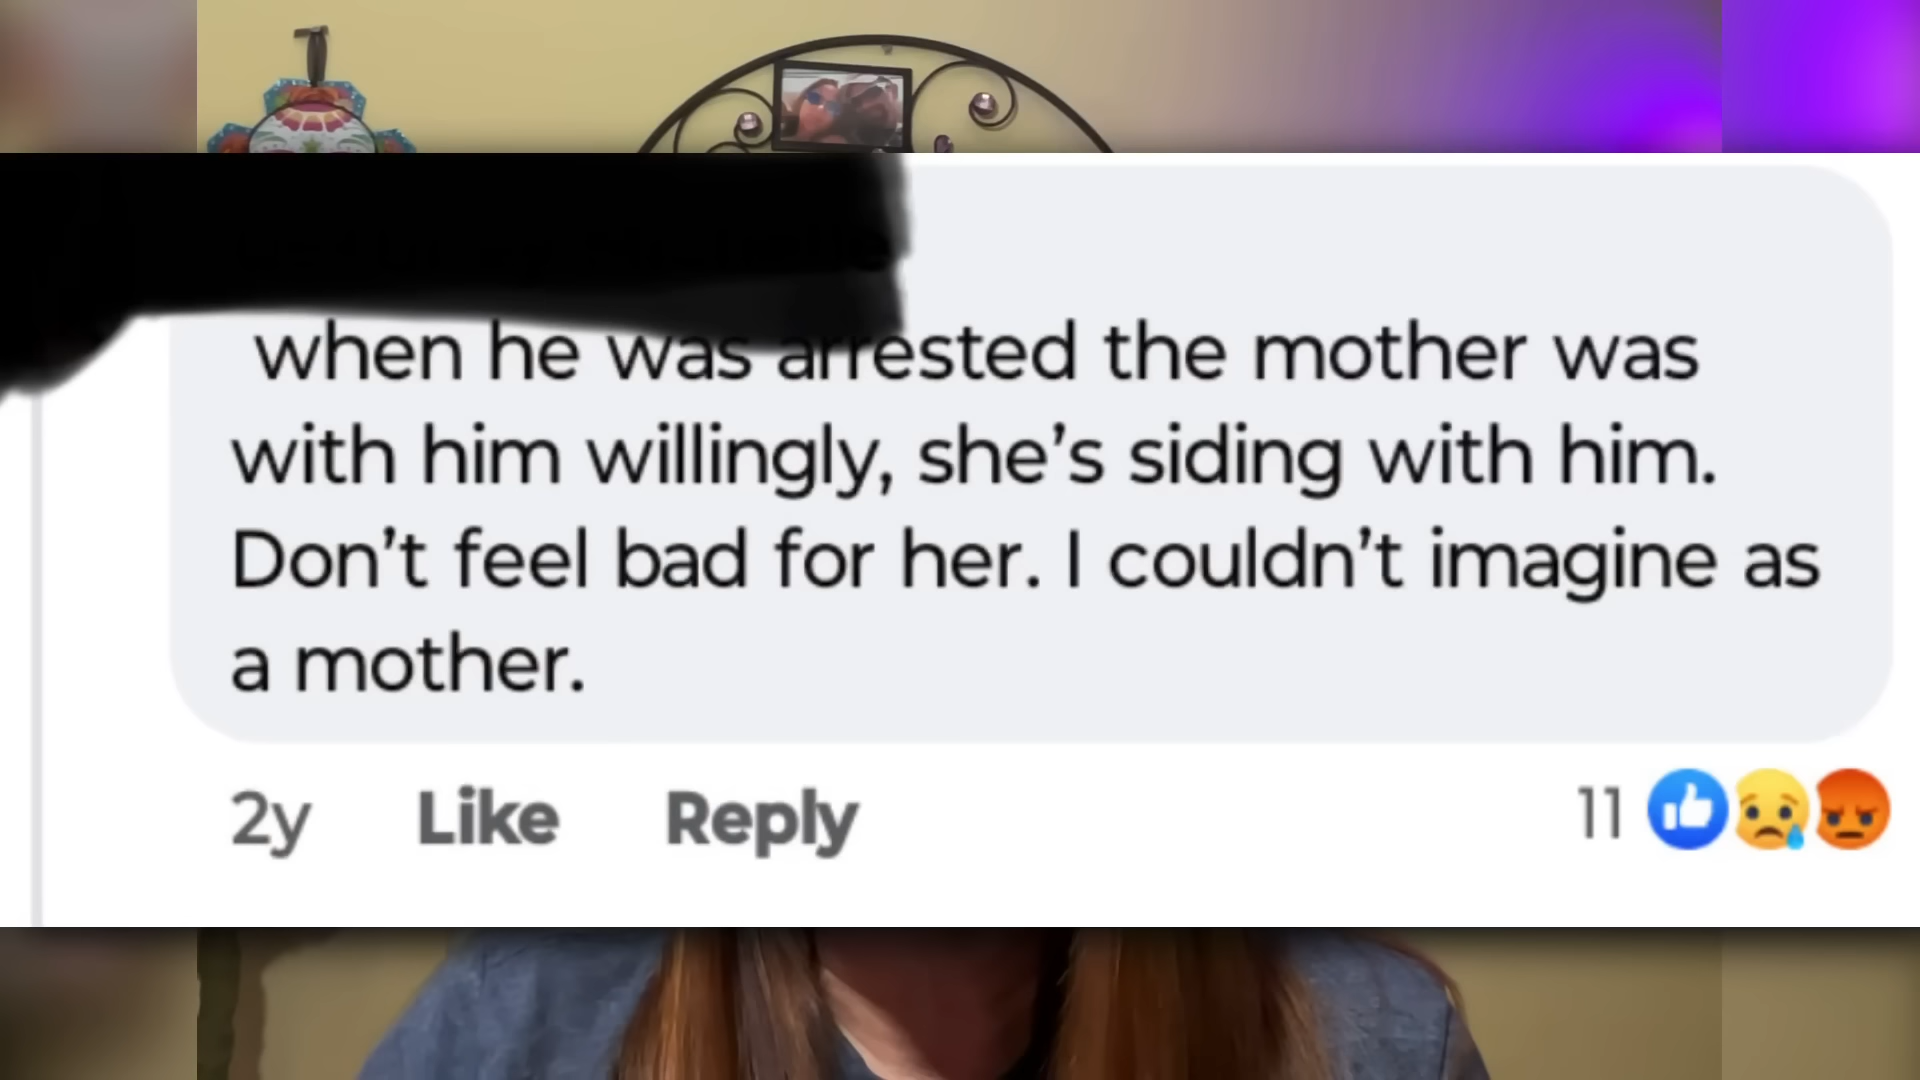 when he was arrested the mother was
with him willingly, she’s siding with him.
Don’t feel bad for her. I couldn’t imagine as
a mother.
2y Like Reply 11